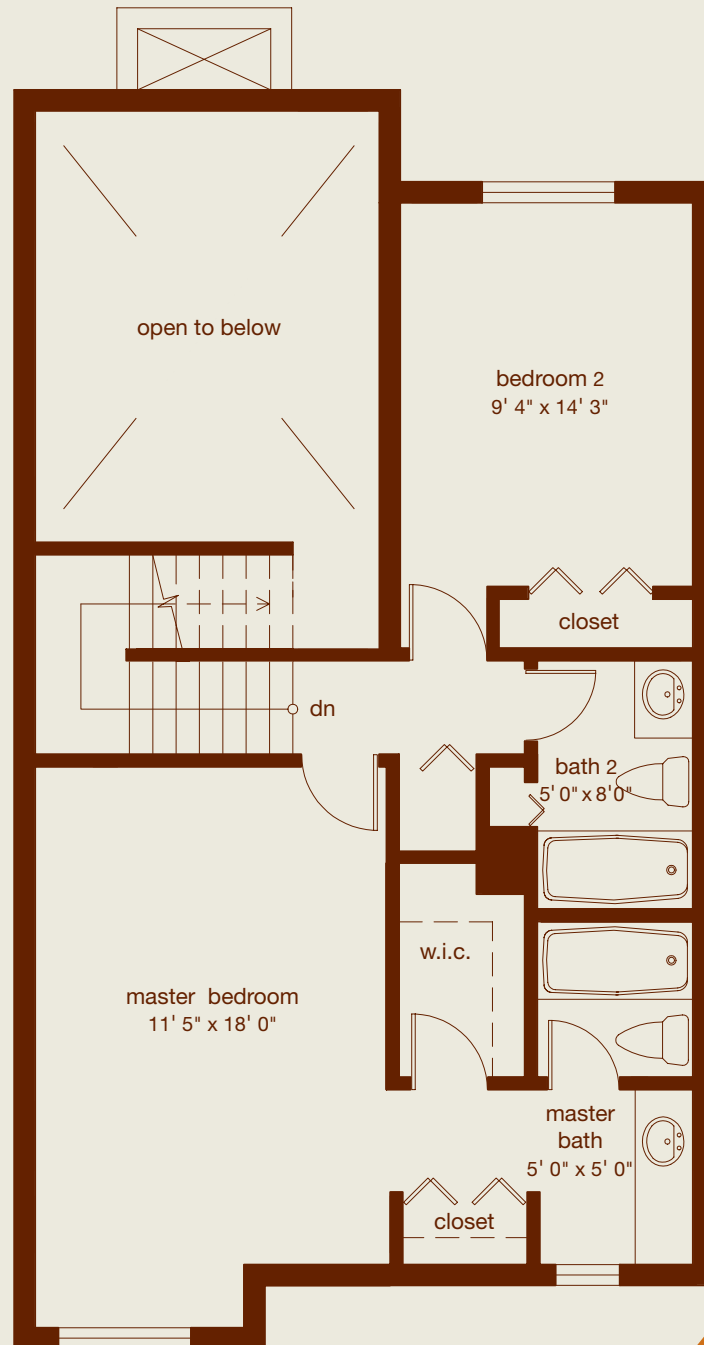 open to below
bedroom 2
9' 4" x 14' 3"
closet
dn
bath 2
5' 0" x 8'0"
w.i.c.
master bedroom
11' 5" x 18' 0"
master
bath
5' 0" x 5' 0"
closet